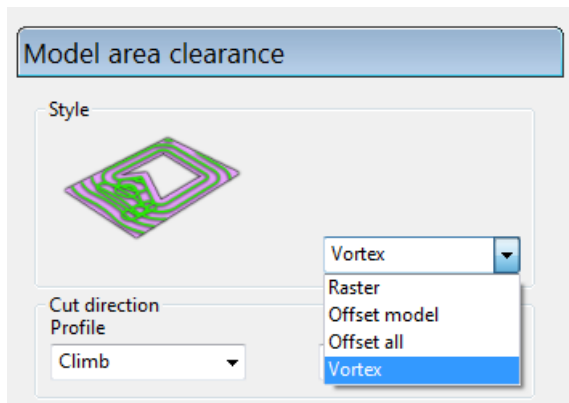 Model area clearance
Style
Vortex
Raster
Offset model
Offset all
Vortex
Cut direction
Profile
Climb